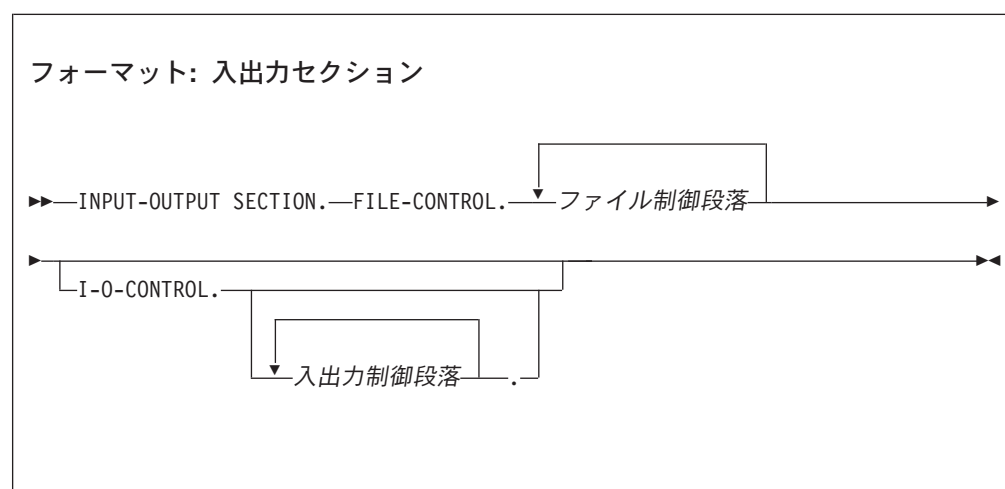 フォーマット: 入出力セクション
INPUT-OUTPUT SECTION. FILE-CONTROL. ファイル制御段落
I-O-CONTROL.
入出力制御段落 .